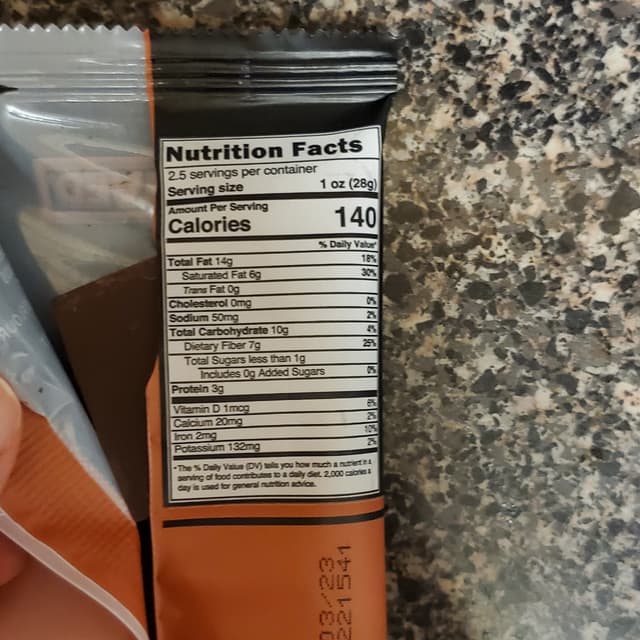 Nutrition Facts
2.5 servings per container
Serving size 1 oz (28g)
Amount Per Serving
Calories 140
% Daily Value*
Total Fat 14g 18%
Saturated Fat 6g 30%
Trans Fat 0g
Cholesterol 0mg 0%
Sodium 50mg 2%
Total Carbohydrate 10g 4%
Dietary Fiber 7g 25%
Total Sugars less than 1g
Includes 0g Added Sugars 0%
Protein 3g
Vitamin D 1mcg 6%
Calcium 20mg 2%
Iron 2mg 10%
Potassium 132mg 2%
*The % Daily Value (DV) tells you how much a nutrient in a
serving of food contributes to a daily diet. 2,000 calories a
day is used for general nutrition advice.
03/23
221541